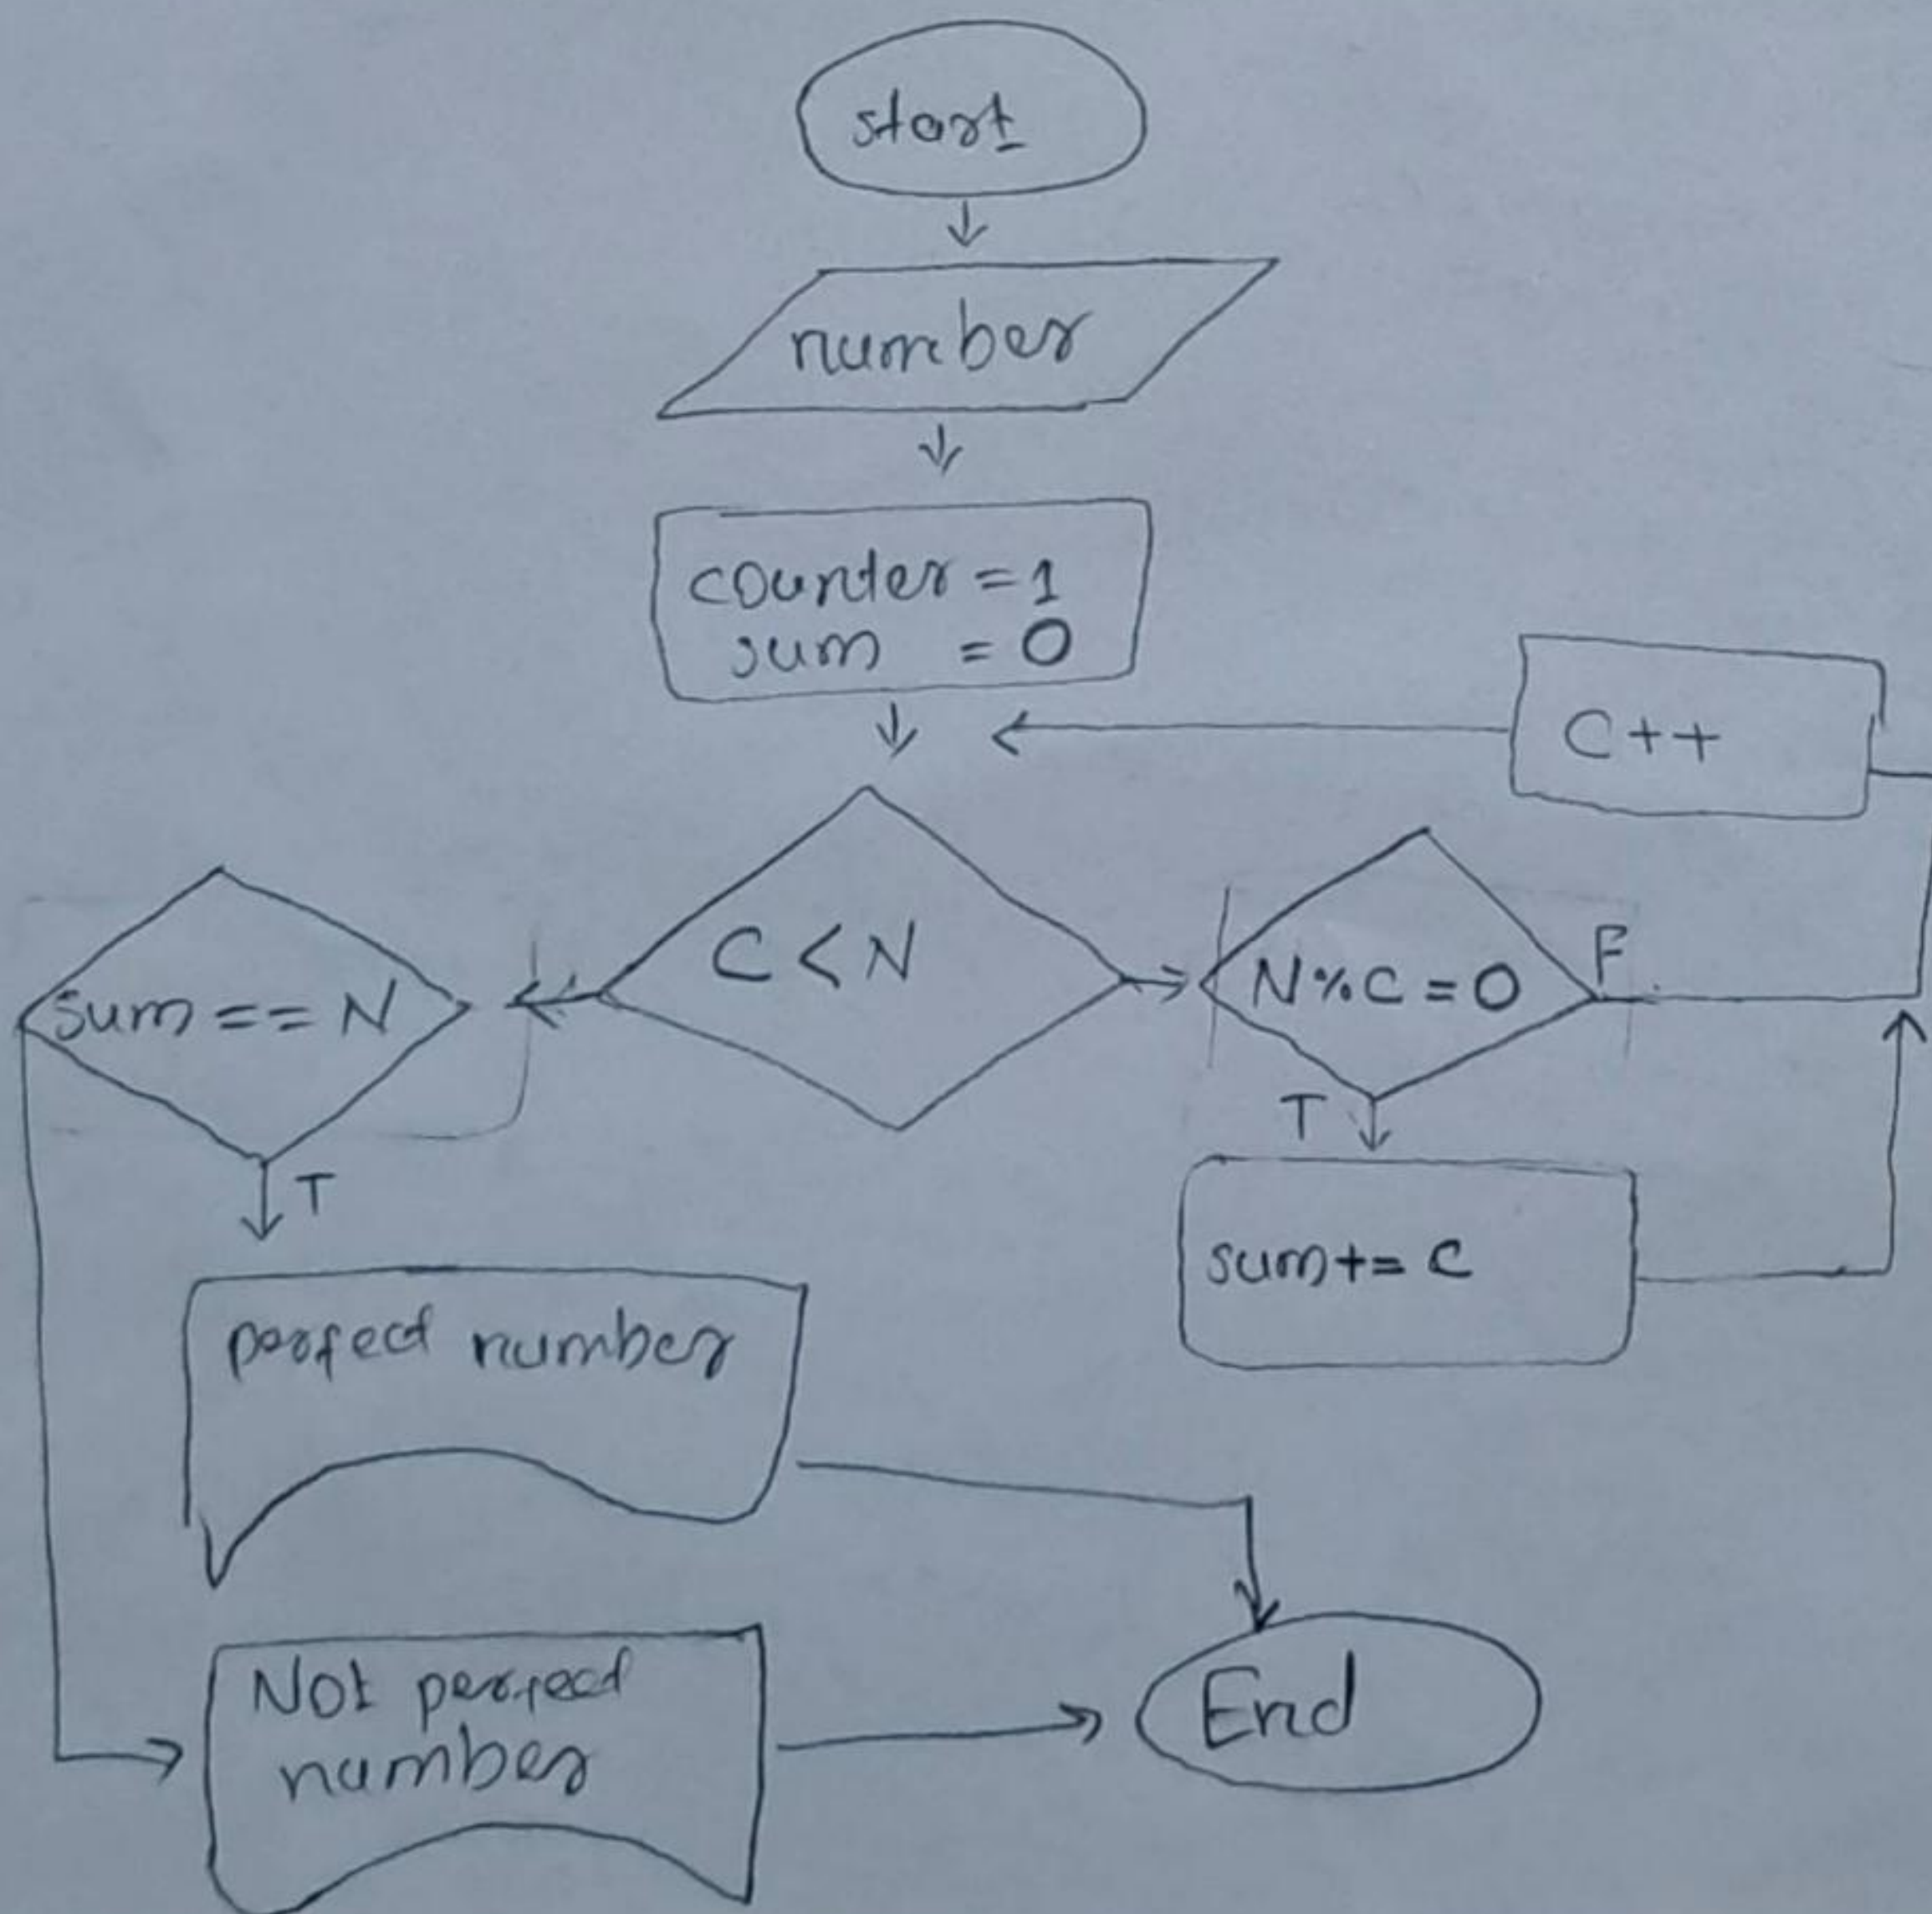 start
number
counter = 1
sum = 0
C++
C < N
sum == N
N%C = 0
F
T
T
sum += C
perfect number
Not perfect
number
End